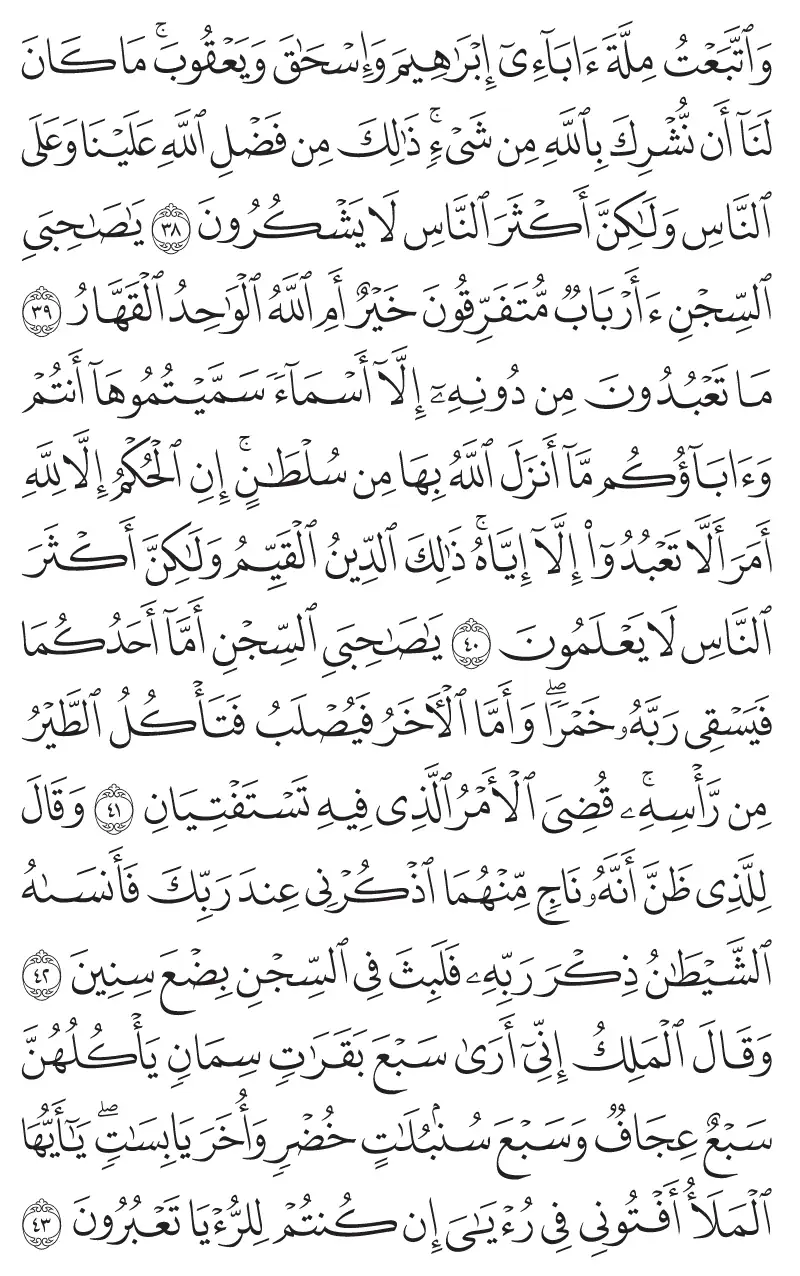 وَٱتَّبَعْتُ مِلَّةَ ءَابَآءِىٓ إِبْرَٰهِيمَ وَإِسْحَٰقَ وَيَعْقُوبَ ۚ مَا كَانَ
لَنَآ أَن نُّشْرِكَ بِٱللَّهِ مِن شَىْءٍ ۚ ذَٰلِكَ مِن فَضْلِ ٱللَّهِ عَلَيْنَا وَعَلَى
ٱلنَّاسِ وَلَٰكِنَّ أَكْثَرَ ٱلنَّاسِ لَا يَشْكُرُونَ ۝٣٨ يَٰصَٰحِبَىِ
ٱلسِّجْنِ ءَأَرْبَابٌ مُّتَفَرِّقُونَ خَيْرٌ أَمِ ٱللَّهُ ٱلْوَٰحِدُ ٱلْقَهَّارُ ۝٣٩
مَا تَعْبُدُونَ مِن دُونِهِۦٓ إِلَّآ أَسْمَآءً سَمَّيْتُمُوهَآ أَنتُمْ
وَءَابَآؤُكُم مَّآ أَنزَلَ ٱللَّهُ بِهَا مِن سُلْطَٰنٍ ۚ إِنِ ٱلْحُكْمُ إِلَّا لِلَّهِ
أَمَرَ أَلَّا تَعْبُدُوٓا۟ إِلَّآ إِيَّاهُ ۚ ذَٰلِكَ ٱلدِّينُ ٱلْقَيِّمُ وَلَٰكِنَّ أَكْثَرَ
ٱلنَّاسِ لَا يَعْلَمُونَ ۝٤٠ يَٰصَٰحِبَىِ ٱلسِّجْنِ أَمَّآ أَحَدُكُمَا
فَيَسْقِى رَبَّهُۥ خَمْرًا ۖ وَأَمَّا ٱلْءَاخَرُ فَيُصْلَبُ فَتَأْكُلُ ٱلطَّيْرُ
مِن رَّأْسِهِۦ ۚ قُضِىَ ٱلْأَمْرُ ٱلَّذِى فِيهِ تَسْتَفْتِيَانِ ۝٤١ وَقَالَ
لِلَّذِى ظَنَّ أَنَّهُۥ نَاجٍ مِّنْهُمَا ٱذْكُرْنِى عِندَ رَبِّكَ فَأَنسَىٰهُ
ٱلشَّيْطَٰنُ ذِكْرَ رَبِّهِۦ فَلَبِثَ فِى ٱلسِّجْنِ بِضْعَ سِنِينَ ۝٤٢
وَقَالَ ٱلْمَلِكُ إِنِّىٓ أَرَىٰ سَبْعَ بَقَرَٰتٍ سِمَانٍ يَأْكُلُهُنَّ
سَبْعٌ عِجَافٌ وَسَبْعَ سُنۢبُلَٰتٍ خُضْرٍ وَأُخَرَ يَابِسَٰتٍ ۖ يَٰٓأَيُّهَا
ٱلْمَلَأُ أَفْتُونِى فِى رُءْيَٰىَ إِن كُنتُمْ لِلرُّءْيَا تَعْبُرُونَ ۝٤٣